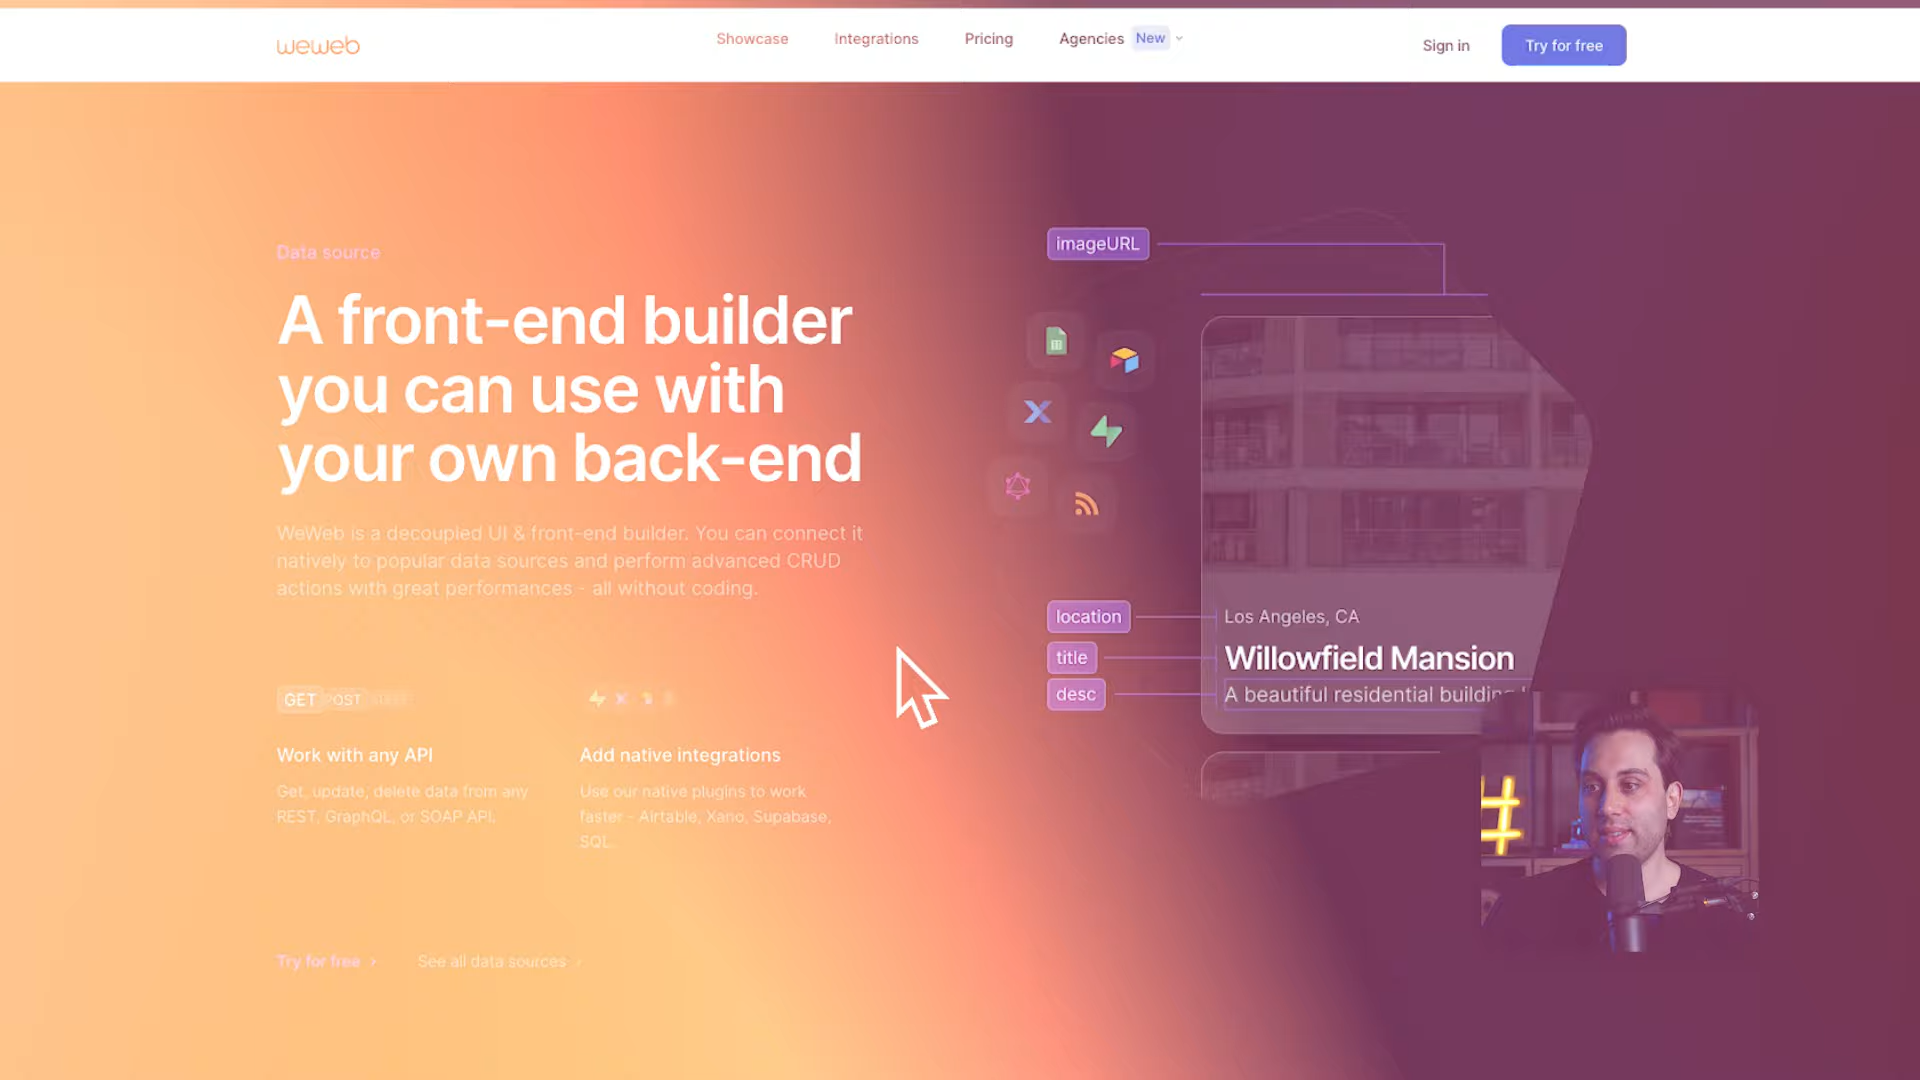 weweb
Showcase
Integrations
Pricing
Agencies New
Sign in
Try for free
Data source
A front-end builder
you can use with
your own back-end
WeWeb is a decoupled UI & front-end builder. You can connect it
natively to popular data sources and perform advanced CRUD
actions with great performances - all without coding.
GET POST
Work with any API
Get, update, delete data from any
REST, GraphQL, or SOAP API.
Add native integrations
Use our native plugins to work
faster - Airtable, Xano, Supabase,
SQL.
Try for free
See all data sources
imageURL
location
title
desc
Los Angeles, CA
Willowfield Mansion
A beautiful residential building
#